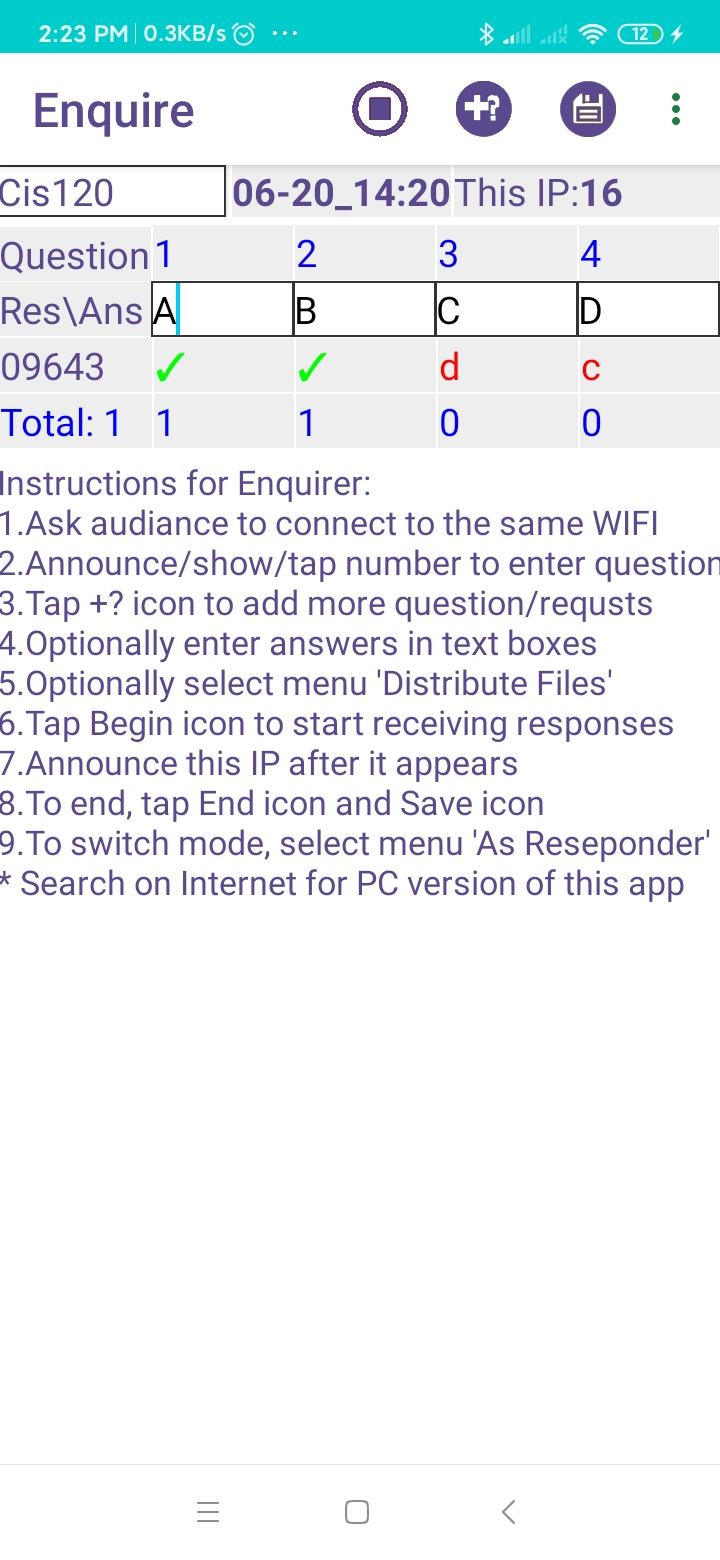 2:23 PM 0.3KB/s ... 12
Enquire +?
Cis120 06-20_14:20 This IP:16
Question 1 2 3 4
Res\Ans A B C D
09643 ✓ ✓ d c
Total: 1 1 1 0 0
Instructions for Enquirer:
1.Ask audiance to connect to the same WIFI
2.Announce/show/tap number to enter question
3.Tap +? icon to add more question/requsts
4.Optionally enter answers in text boxes
5.Optionally select menu 'Distribute Files'
6.Tap Begin icon to start receiving responses
7.Announce this IP after it appears
8.To end, tap End icon and Save icon
9.To switch mode, select menu 'As Reseponder'
* Search on Internet for PC version of this app